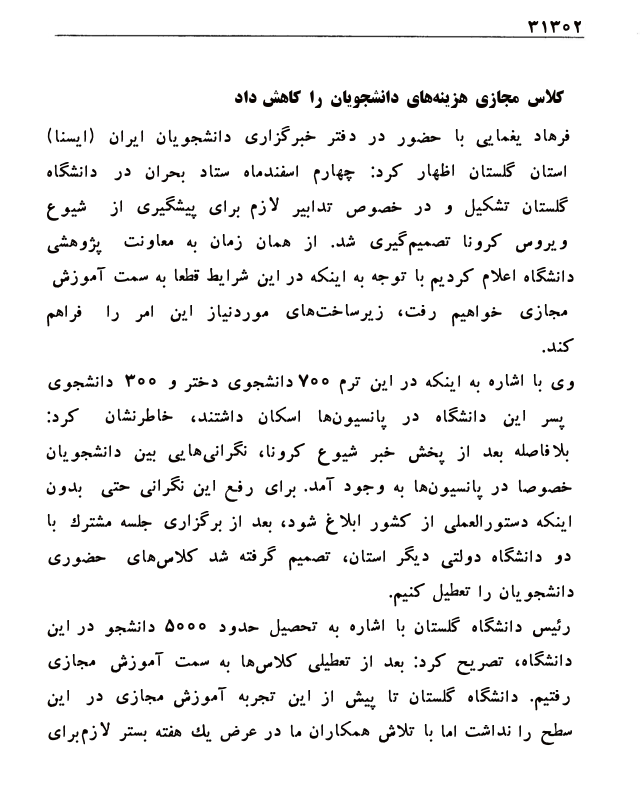 ۳۱۳۰۲
کلاس مجازی هزینه‌های دانشجویان را کاهش داد
فرهاد یغمایی با حضور در دفتر خبرگزاری دانشجویان ایران (ایسنا)
استان گلستان اظهار کرد: چهارم اسفندماه ستاد بحران در دانشگاه
گلستان تشکیل و در خصوص تدابیر لازم برای پیشگیری از شیوع
ویروس کرونا تصمیم‌گیری شد. از همان زمان به معاونت پژوهشی
دانشگاه اعلام کردیم با توجه به اینکه در این شرایط قطعا به سمت آموزش
مجازی خواهیم رفت، زیرساخت‌های موردنیاز این امر را فراهم
کند.
وی با اشاره به اینکه در این ترم ۷۰۰ دانشجوی دختر و ۳۰۰ دانشجوی
پسر این دانشگاه در پانسیون‌ها اسکان داشتند، خاطرنشان کرد:
بلافاصله بعد از پخش خبر شیوع کرونا، نگرانی‌هایی بین دانشجویان
خصوصا در پانسیون‌ها به وجود آمد. برای رفع این نگرانی حتی بدون
اینکه دستورالعملی از کشور ابلاغ شود، بعد از برگزاری جلسه مشترك با
دو دانشگاه دولتی دیگر استان، تصمیم گرفته شد کلاس‌های حضوری
دانشجویان را تعطیل کنیم.
رئیس دانشگاه گلستان با اشاره به تحصیل حدود ۵۰۰۰ دانشجو در این
دانشگاه، تصریح کرد: بعد از تعطیلی کلاس‌ها به سمت آموزش مجازی
رفتیم. دانشگاه گلستان تا پیش از این تجربه آموزش مجازی در این
سطح را نداشت اما با تلاش همکاران ما در عرض یك هفته بستر لازم‌برای